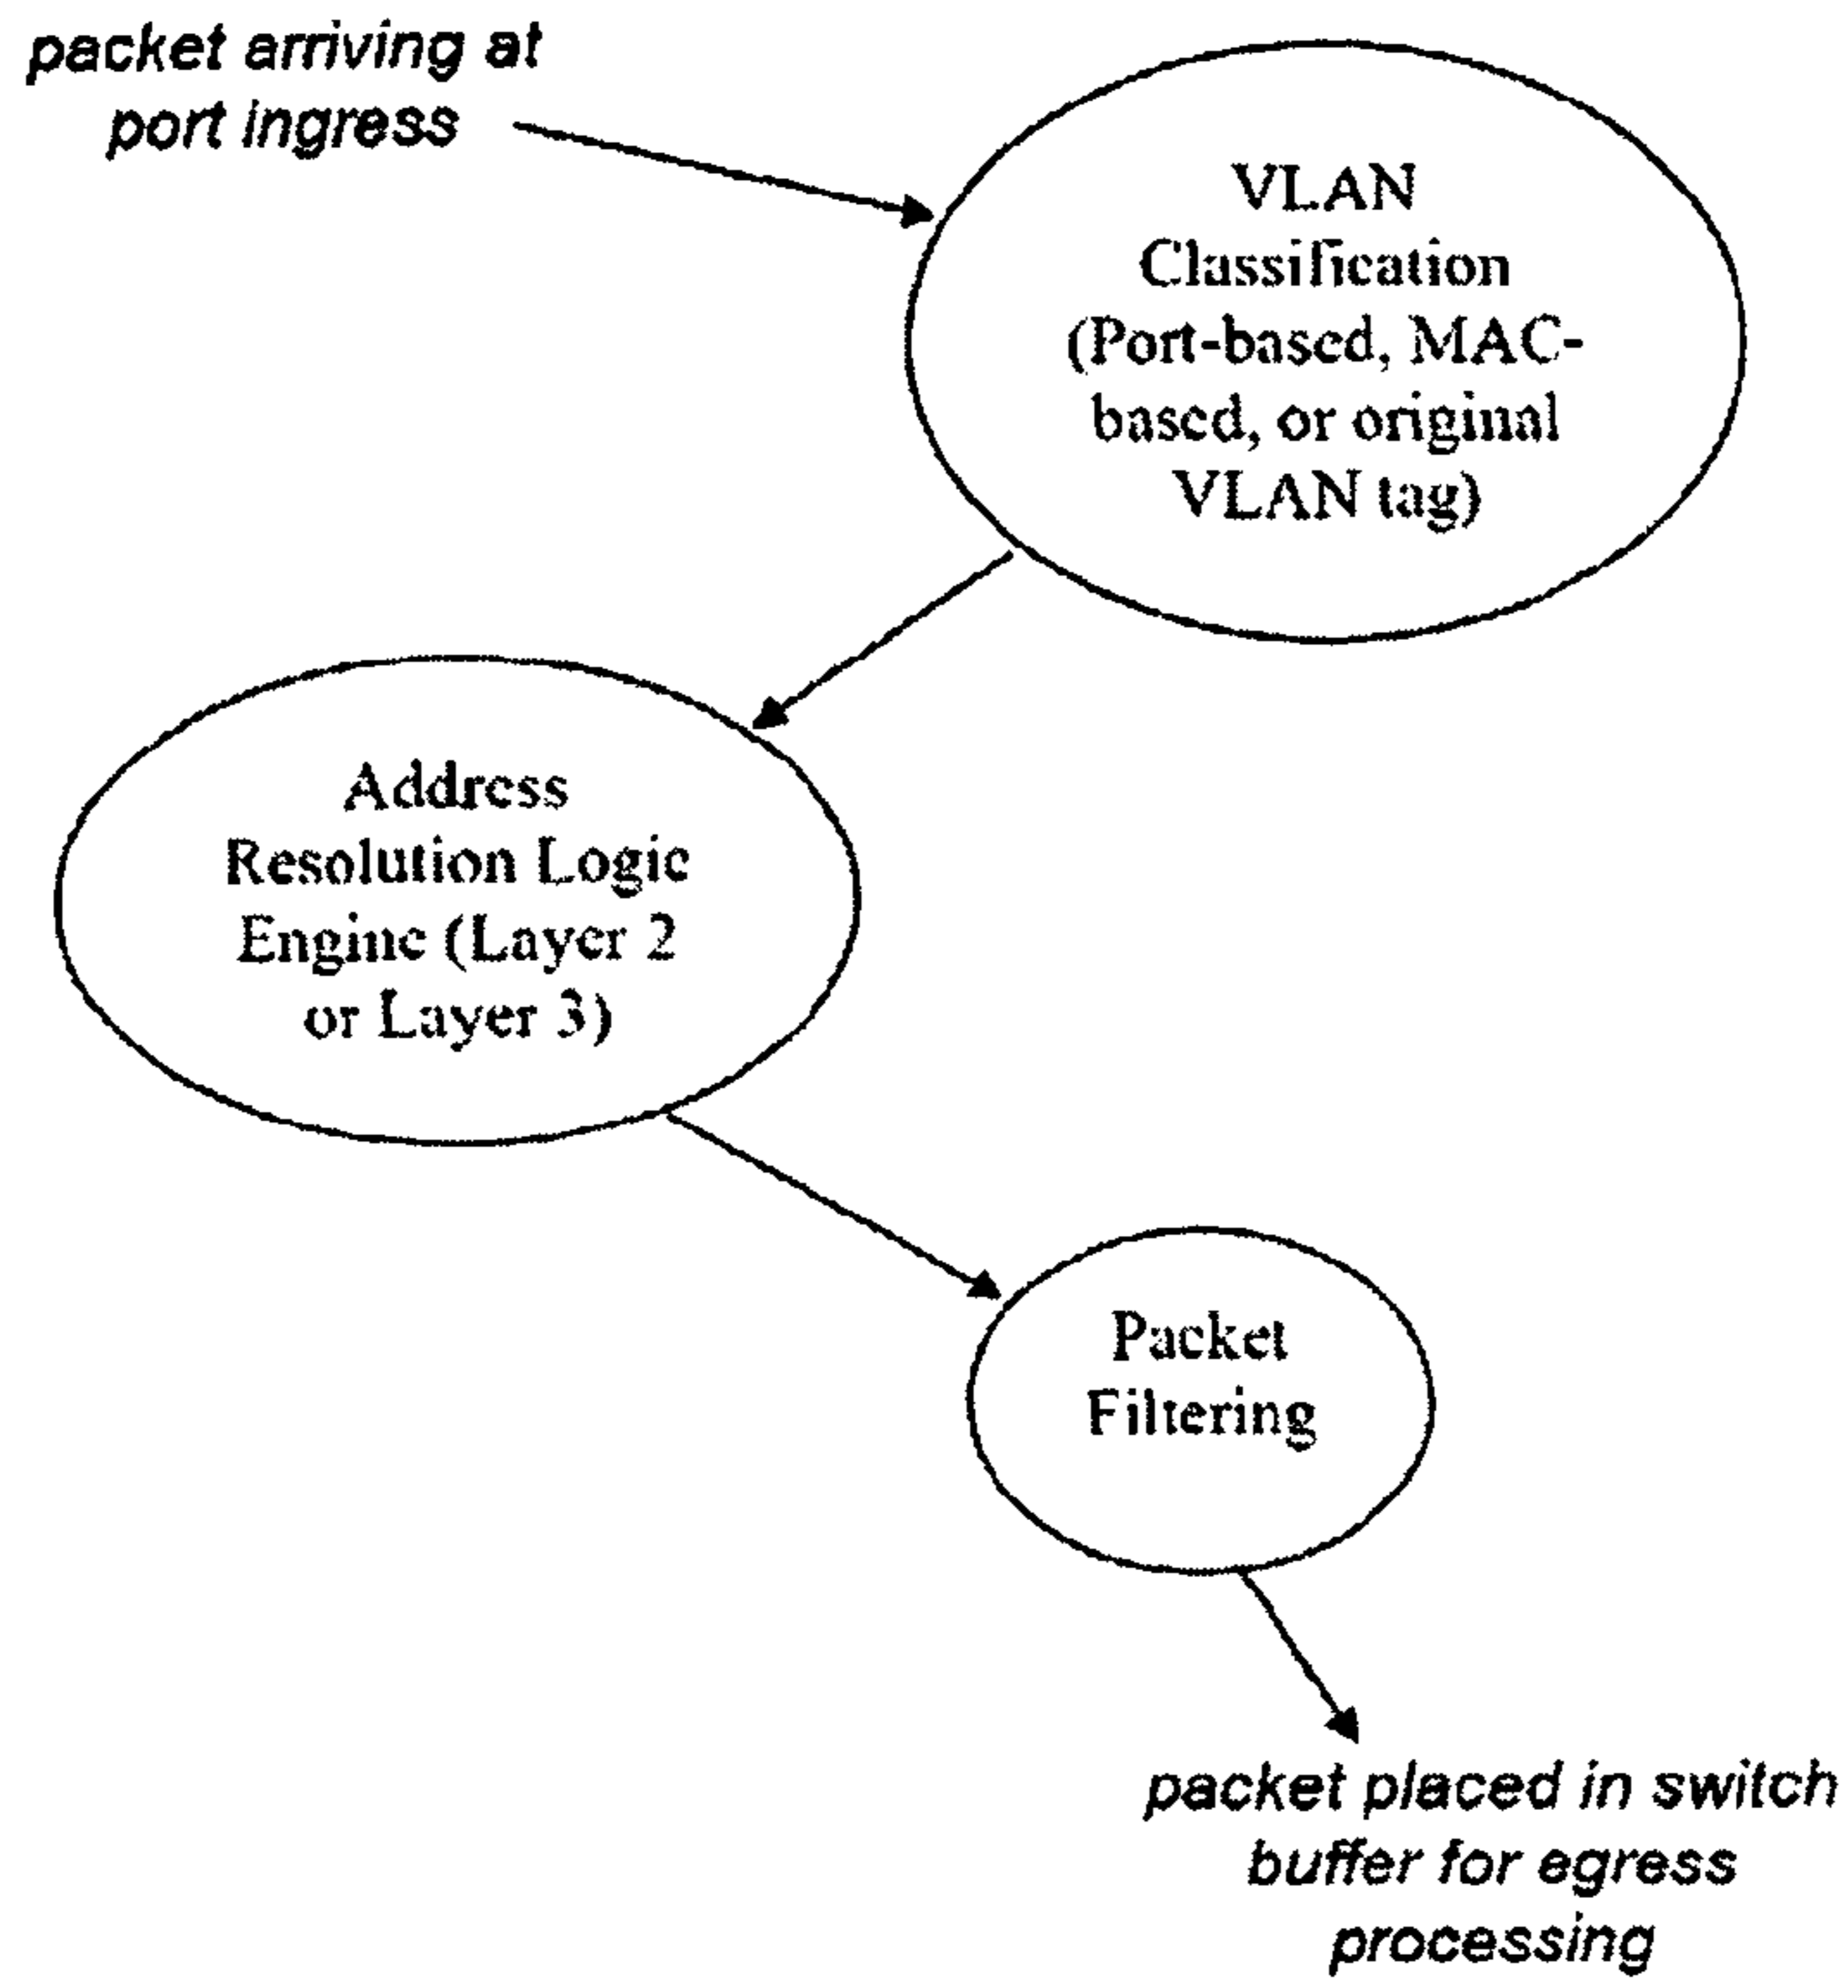 packet arriving at
port ingress
VLAN
Classification
(Port-based, MAC-
based, or original
VLAN tag)
Address
Resolution Logic
Engine (Layer 2
or Layer 3)
Packet
Filtering
packet placed in switch
buffer for egress
processing